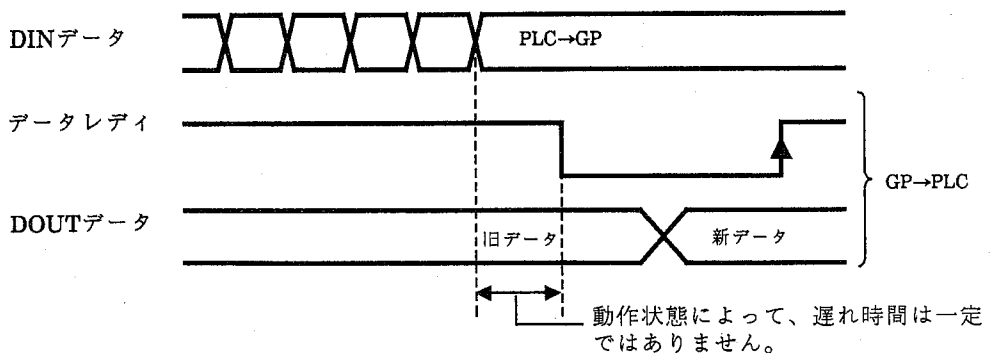 DINデータ
PLC→GP
データレディ
GP→PLC
DOUTデータ
旧データ
新データ
動作状態によって、遅れ時間は一定
ではありません。